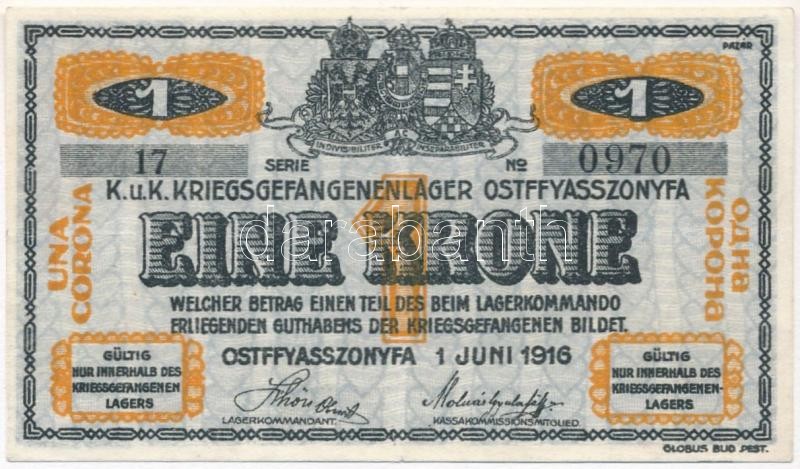 PAZÁR
1
1
INDIVISIBILITER AC INSEPARABILITER
17 SERIE No 0970
K.u.K. KRIEGSGEFANGENENLAGER OSTFFYASSZONYFA
UNA
CORONA
1
EINE KRONE
ОДНА
КОРОНА
darabanth
WELCHER BETRAG EINEN TEIL DES BEIM LAGERKOMMANDO
ERLIEGENDEN GUTHABENS DER KRIEGSGEFANGENEN BILDET.
OSTFFYASSZONYFA 1 JUNI 1916
GÜLTIG
NUR INNERHALB DES
KRIEGSGEFANGENEN
LAGERS
GÜLTIG
NUR INNERHALB DES
KRIEGSGEFANGENEN-
LAGERS
LAGERKOMMANDANT.
KASSAKOMMISSIONSMITGLIED.
GLOBUS BUD PEST.